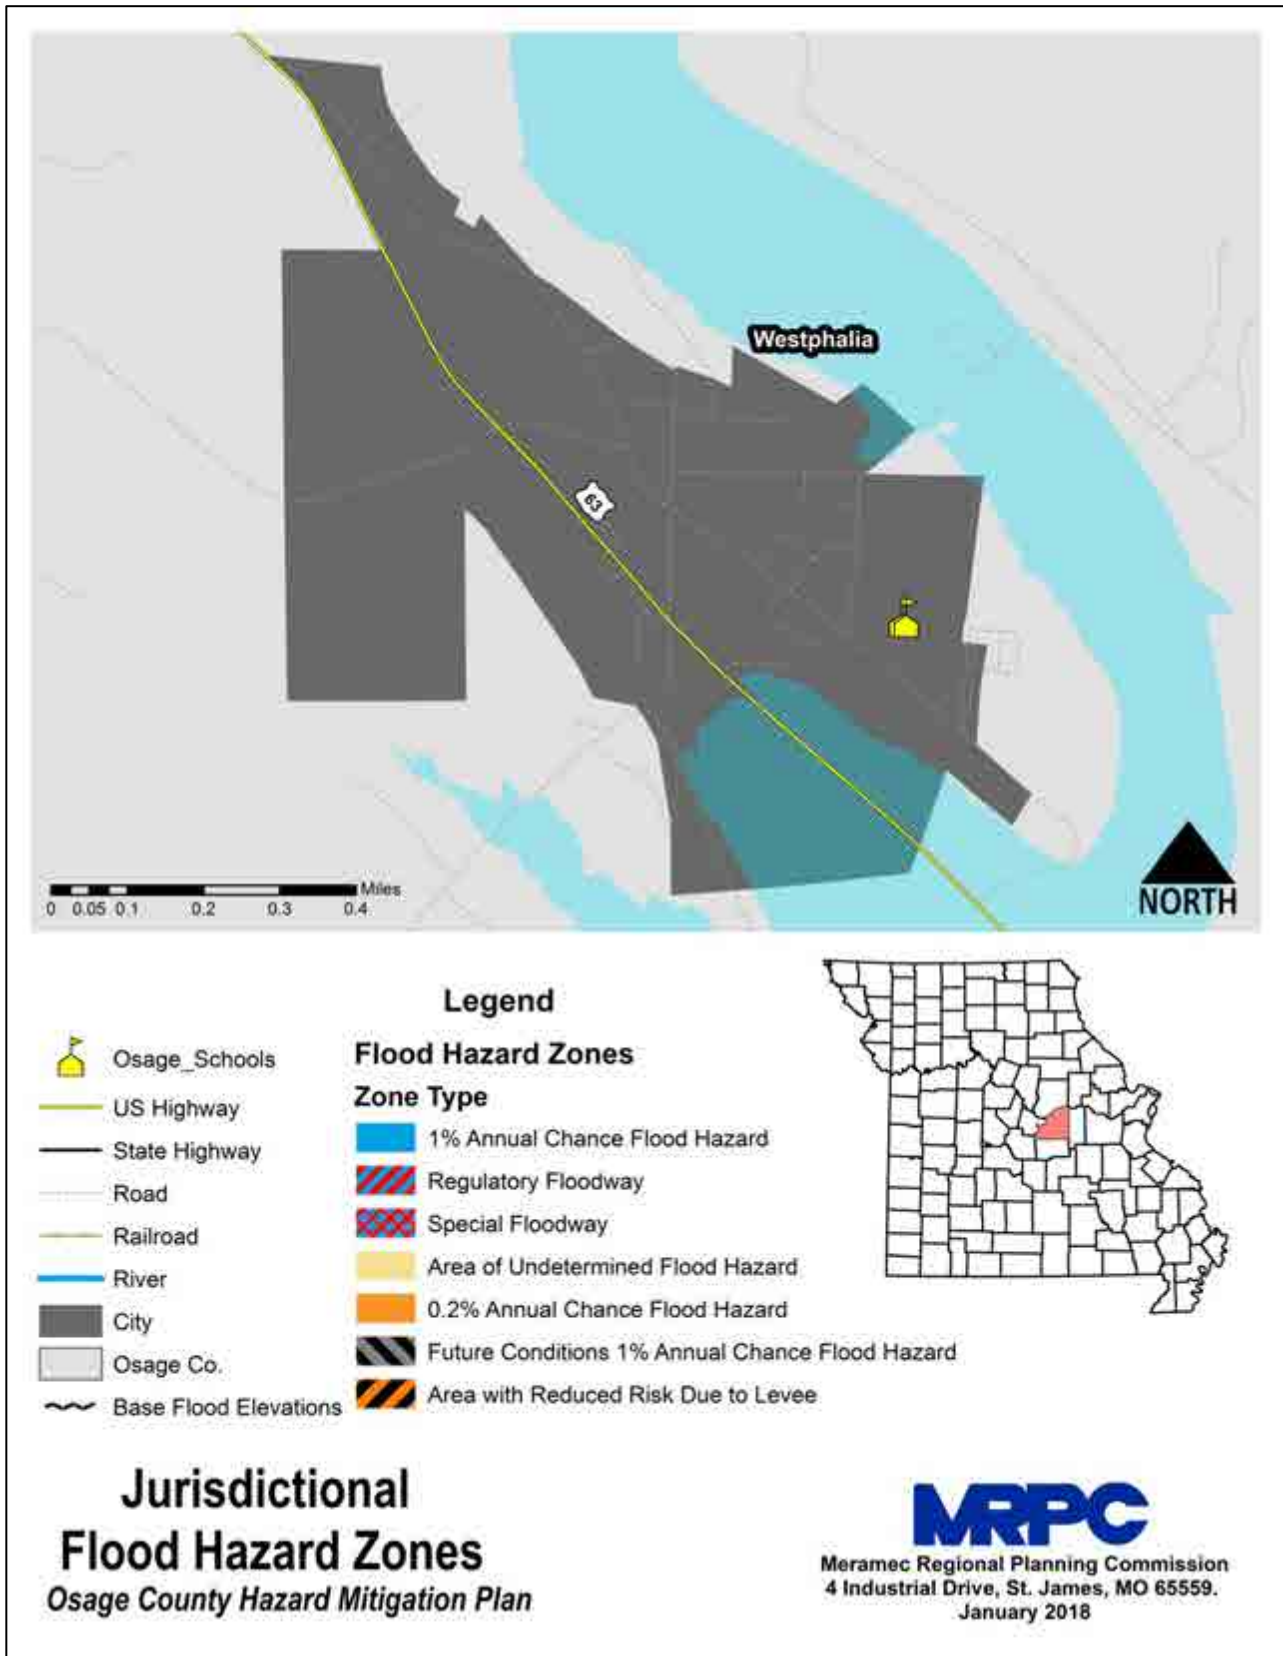 Westphalia
63
Miles
0 0.05 0.1 0.2 0.3 0.4
NORTH
Legend
Osage_Schools
US Highway
State Highway
Road
Railroad
River
City
Osage Co.
Base Flood Elevations
Flood Hazard Zones
Zone Type
1% Annual Chance Flood Hazard
Regulatory Floodway
Special Floodway
Area of Undetermined Flood Hazard
0.2% Annual Chance Flood Hazard
Future Conditions 1% Annual Chance Flood Hazard
Area with Reduced Risk Due to Levee
Jurisdictional
Flood Hazard Zones
Osage County Hazard Mitigation Plan
MRPC
Meramec Regional Planning Commission
4 Industrial Drive, St. James, MO 65559.
January 2018